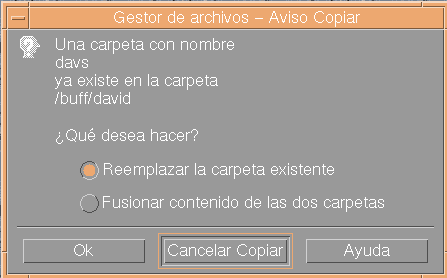 Gestor de archivos - Aviso Copiar
Una carpeta con nombre
davs
ya existe en la carpeta
/buff/david
¿Qué desea hacer?
Reemplazar la carpeta existente
Fusionar contenido de las dos carpetas
Ok
Cancelar Copiar
Ayuda